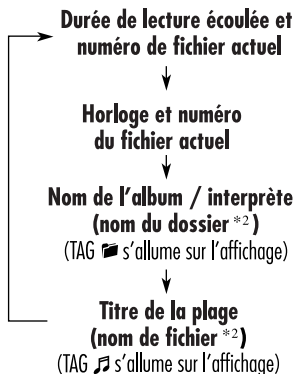 Durée de lecture écoulée et
numéro de fichier actuel
Horloge et numéro
du fichier actuel
Nom de l'album / interprète
(nom du dossier *2)
(TAG s'allume sur l'affichage)
Titre de la plage
(nom de fichier *2)
(TAG s'allume sur l'affichage)